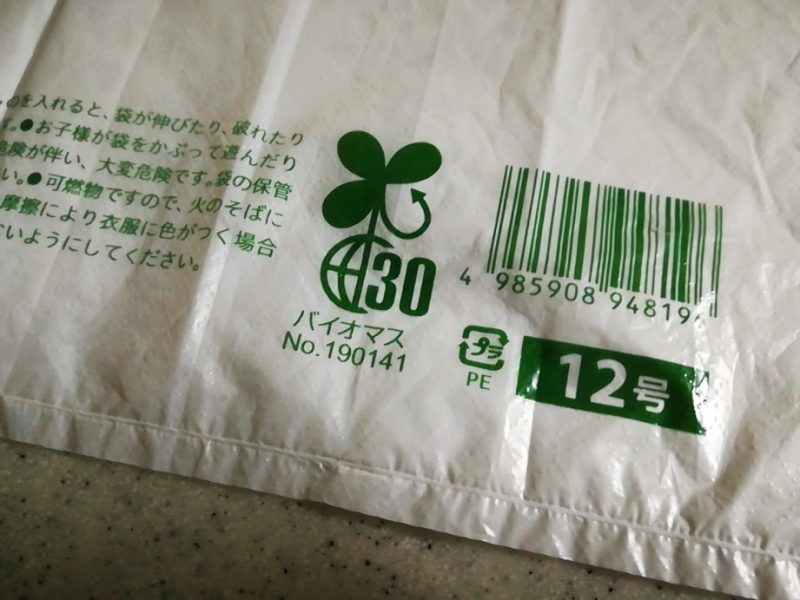 のを入れると、袋が伸びたり、破れたり
す。●お子様が袋をかぶって遊んだり
危険が伴い、大変危険です。袋の保管
い。●可燃物ですので、火のそばに
摩擦により衣服に色がつく場合
ないようにしてください。
30
バイオマス
No.190141
4 985908 94819
プラ
PE
12号